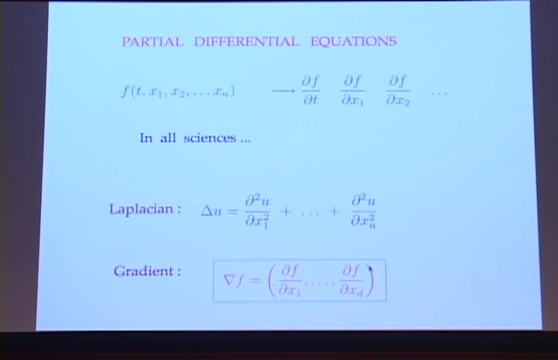 PARTIAL DIFFERENTIAL EQUATIONS
f(t, x₁, x₂, … xₙ) ⟶ ∂f/∂t ∂f/∂x₁ ∂f/∂x₂ …
In all sciences ...
Laplacian : Δu = ∂²u/∂x₁² + … + ∂²u/∂xₙ²
Gradient : ∇f = (∂f/∂x₁, …, ∂f/∂x_d)